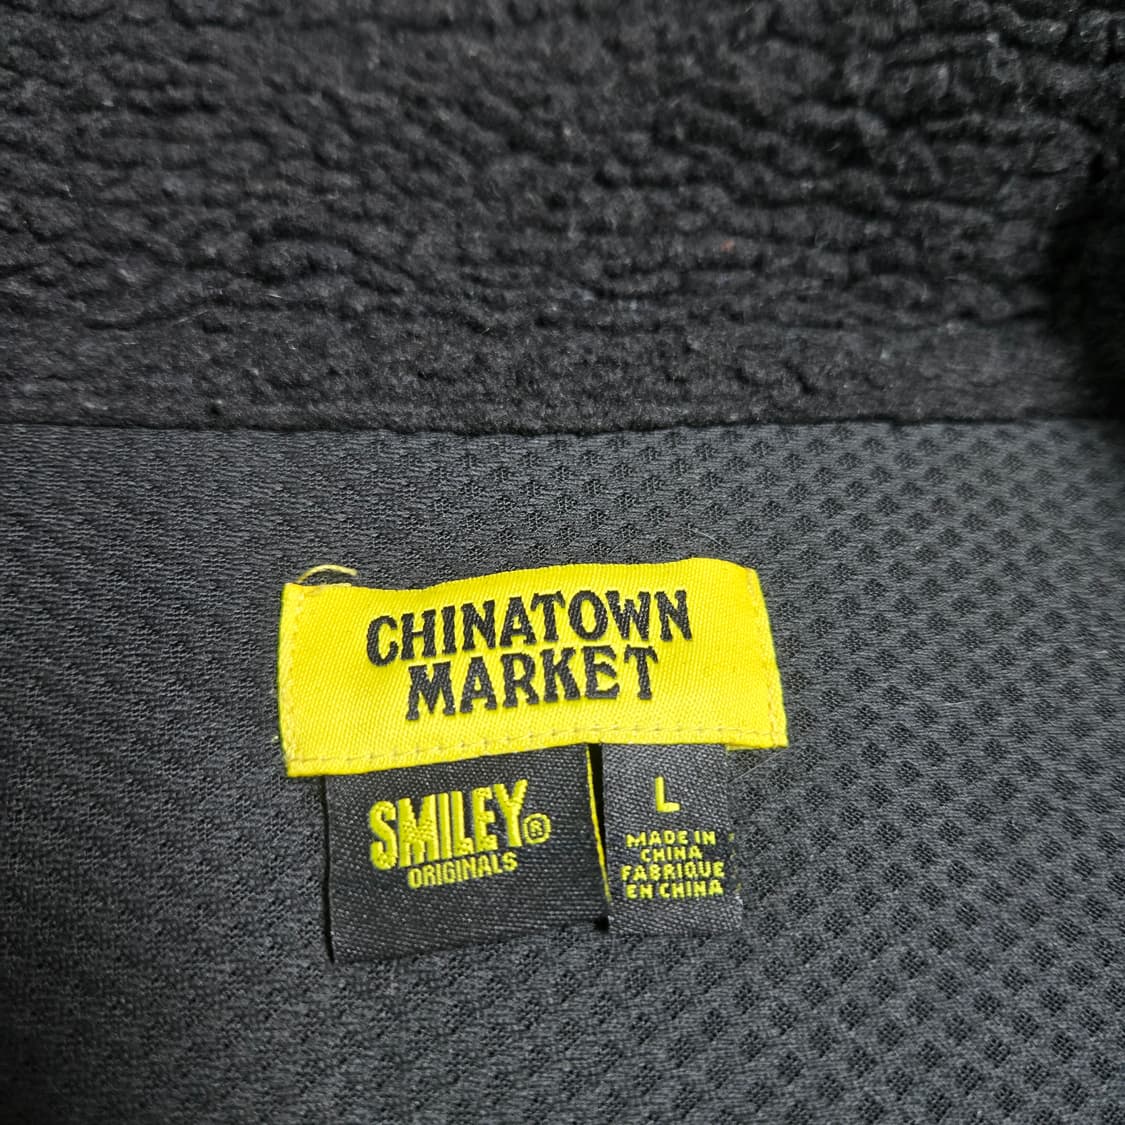 CHINATOWN
MARKET
SMILEY®
ORIGINALS
L
MADE IN
CHINA
FABRIQUE
EN CHINA